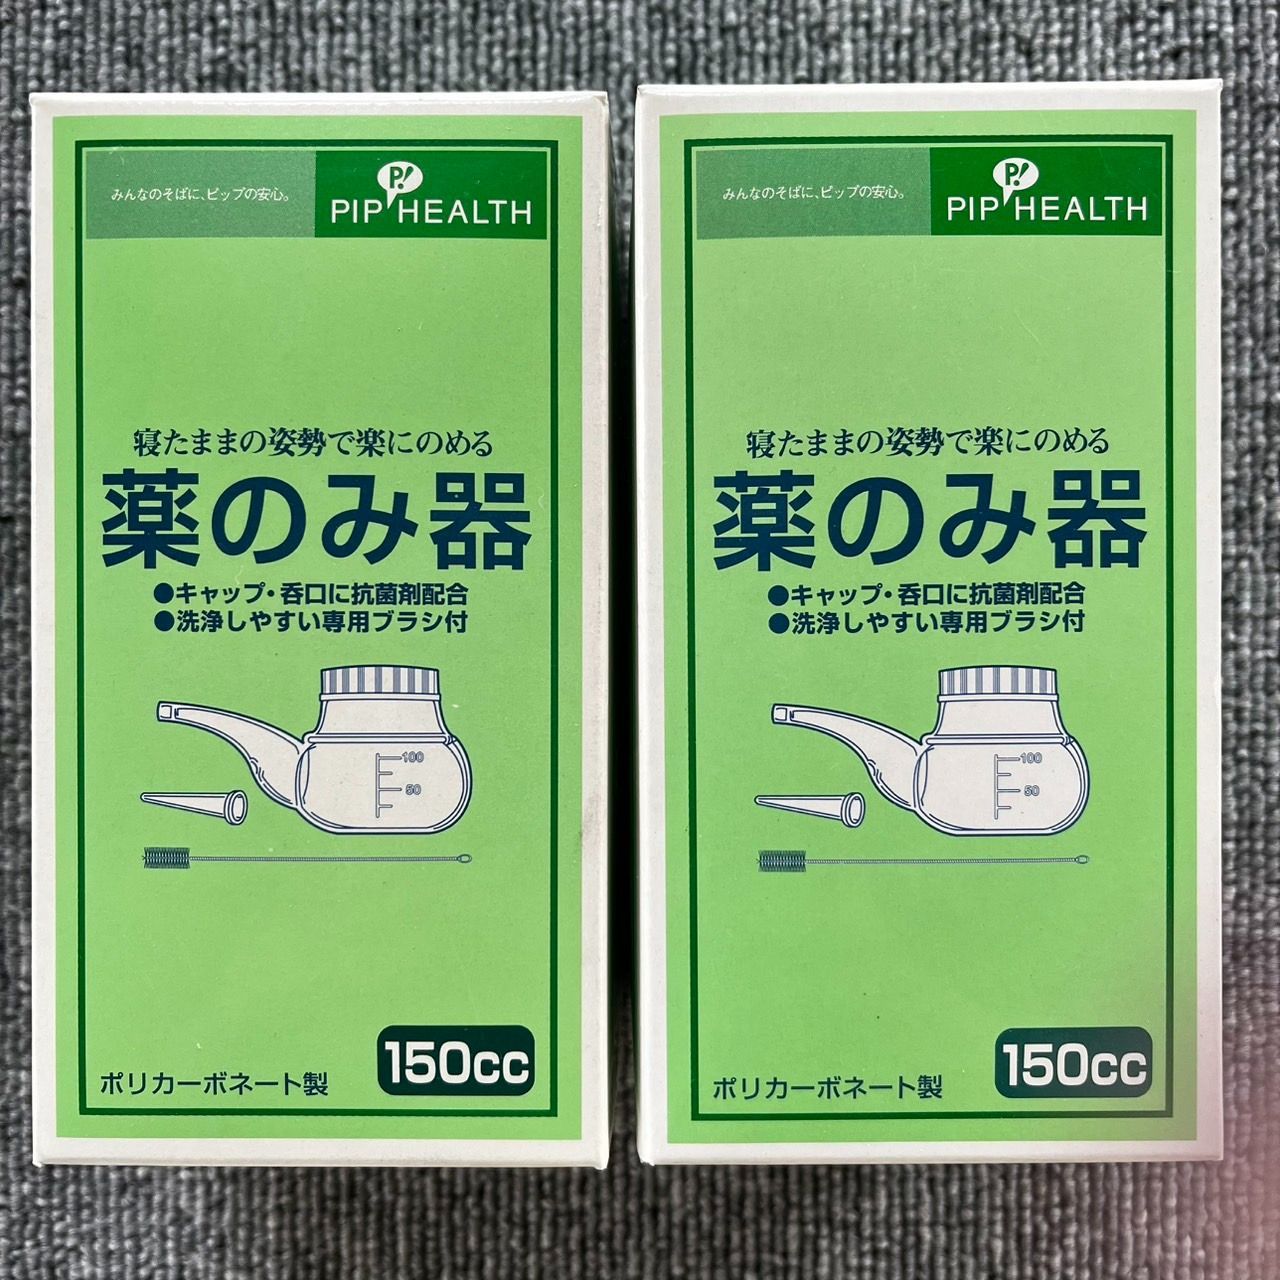 みんなのそばに、ピップの安心。
P!
PIP HEALTH
寝たままの姿勢で楽にのめる
薬のみ器
●キャップ・呑口に抗菌剤配合
●洗浄しやすい専用ブラシ付
100
50
ポリカーボネート製
150cc
みんなのそばに、ピップの安心。
P!
PIP HEALTH
寝たままの姿勢で楽にのめる
薬のみ器
●キャップ・呑口に抗菌剤配合
●洗浄しやすい専用ブラシ付
100
50
ポリカーボネート製
150cc